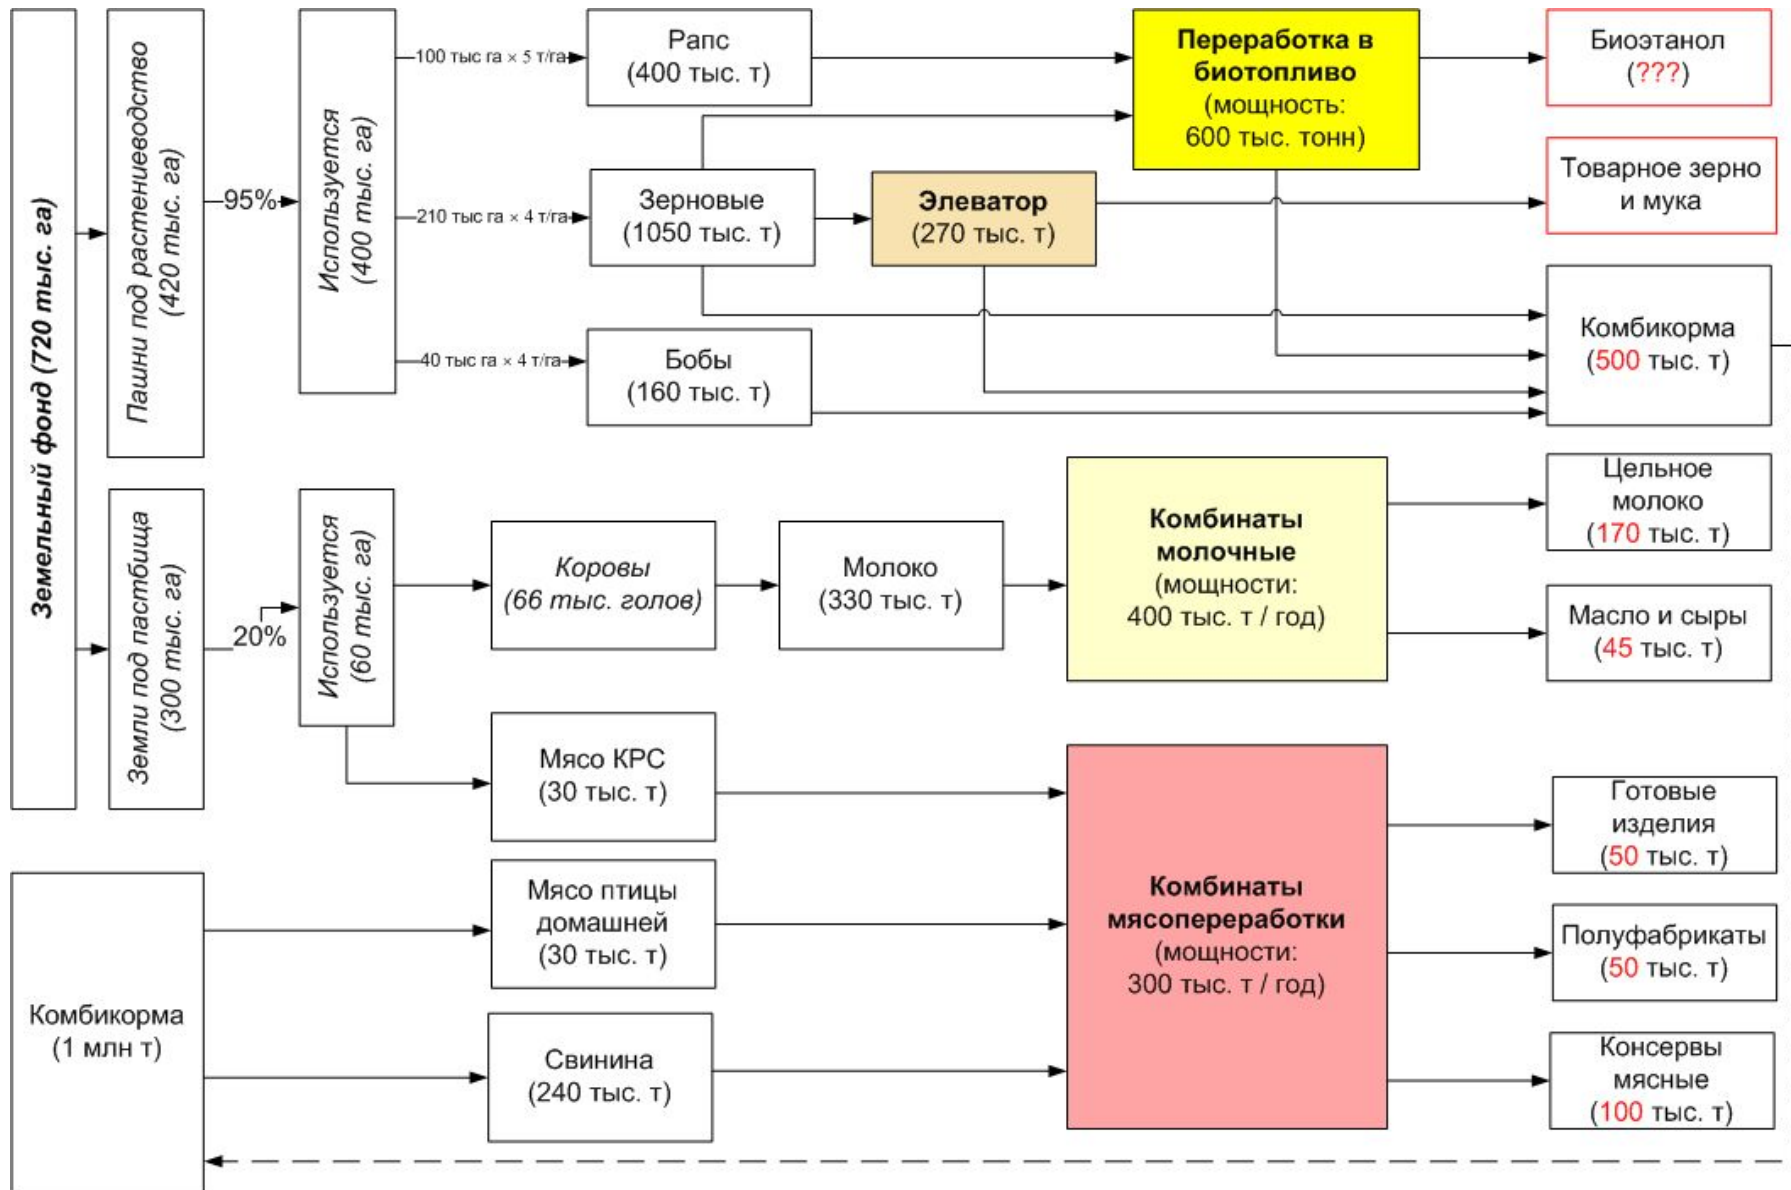 Земельный фонд (720 тыс. га)
Пашни под растениеводство
(420 тыс. га)
95%
Используется
(400 тыс. га)
100 тыс га × 5 т/га
210 тыс га × 4 т/га
40 тыс га × 4 т/га
Рапс
(400 тыс. т)
Зерновые
(1050 тыс. т)
Бобы
(160 тыс. т)
Элеватор
(270 тыс. т)
Переработка в
биотопливо
(мощность:
600 тыс. тонн)
Биоэтанол
(???)
Товарное зерно
и мука
Комбикорма
(500 тыс. т)
Земли под пастбища
(300 тыс. га)
20%
Используется
(60 тыс. га)
Коровы
(66 тыс. голов)
Молоко
(330 тыс. т)
Комбинаты
молочные
(мощности:
400 тыс. т / год)
Цельное
молоко
(170 тыс. т)
Масло и сыры
(45 тыс. т)
Мясо КРС
(30 тыс. т)
Мясо птицы
домашней
(30 тыс. т)
Свинина
(240 тыс. т)
Комбикорма
(1 млн т)
Комбинаты
мясопереработки
(мощности:
300 тыс. т / год)
Готовые
изделия
(50 тыс. т)
Полуфабрикаты
(50 тыс. т)
Консервы
мясные
(100 тыс. т)